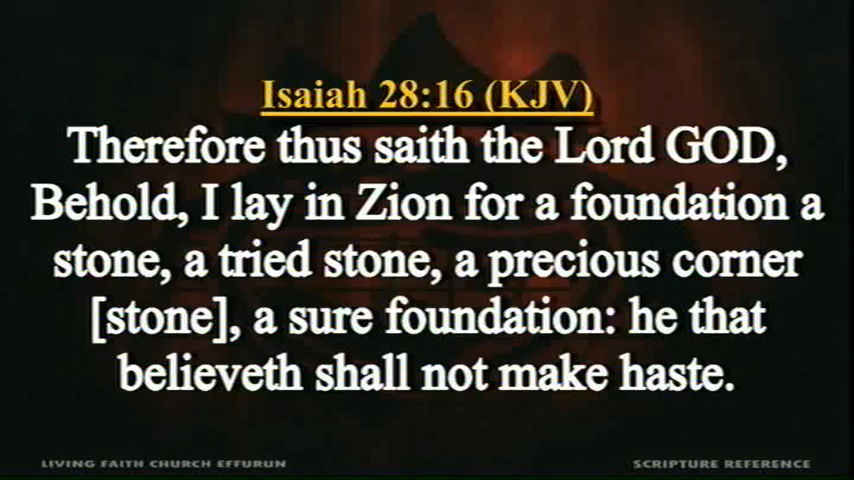 Isaiah 28:16 (KJV)
Therefore thus saith the Lord GOD,
Behold, I lay in Zion for a foundation a
stone, a tried stone, a precious corner
[stone], a sure foundation: he that
believeth shall not make haste.
LIVING FAITH CHURCH EFFURUN
SCRIPTURE REFERENCE